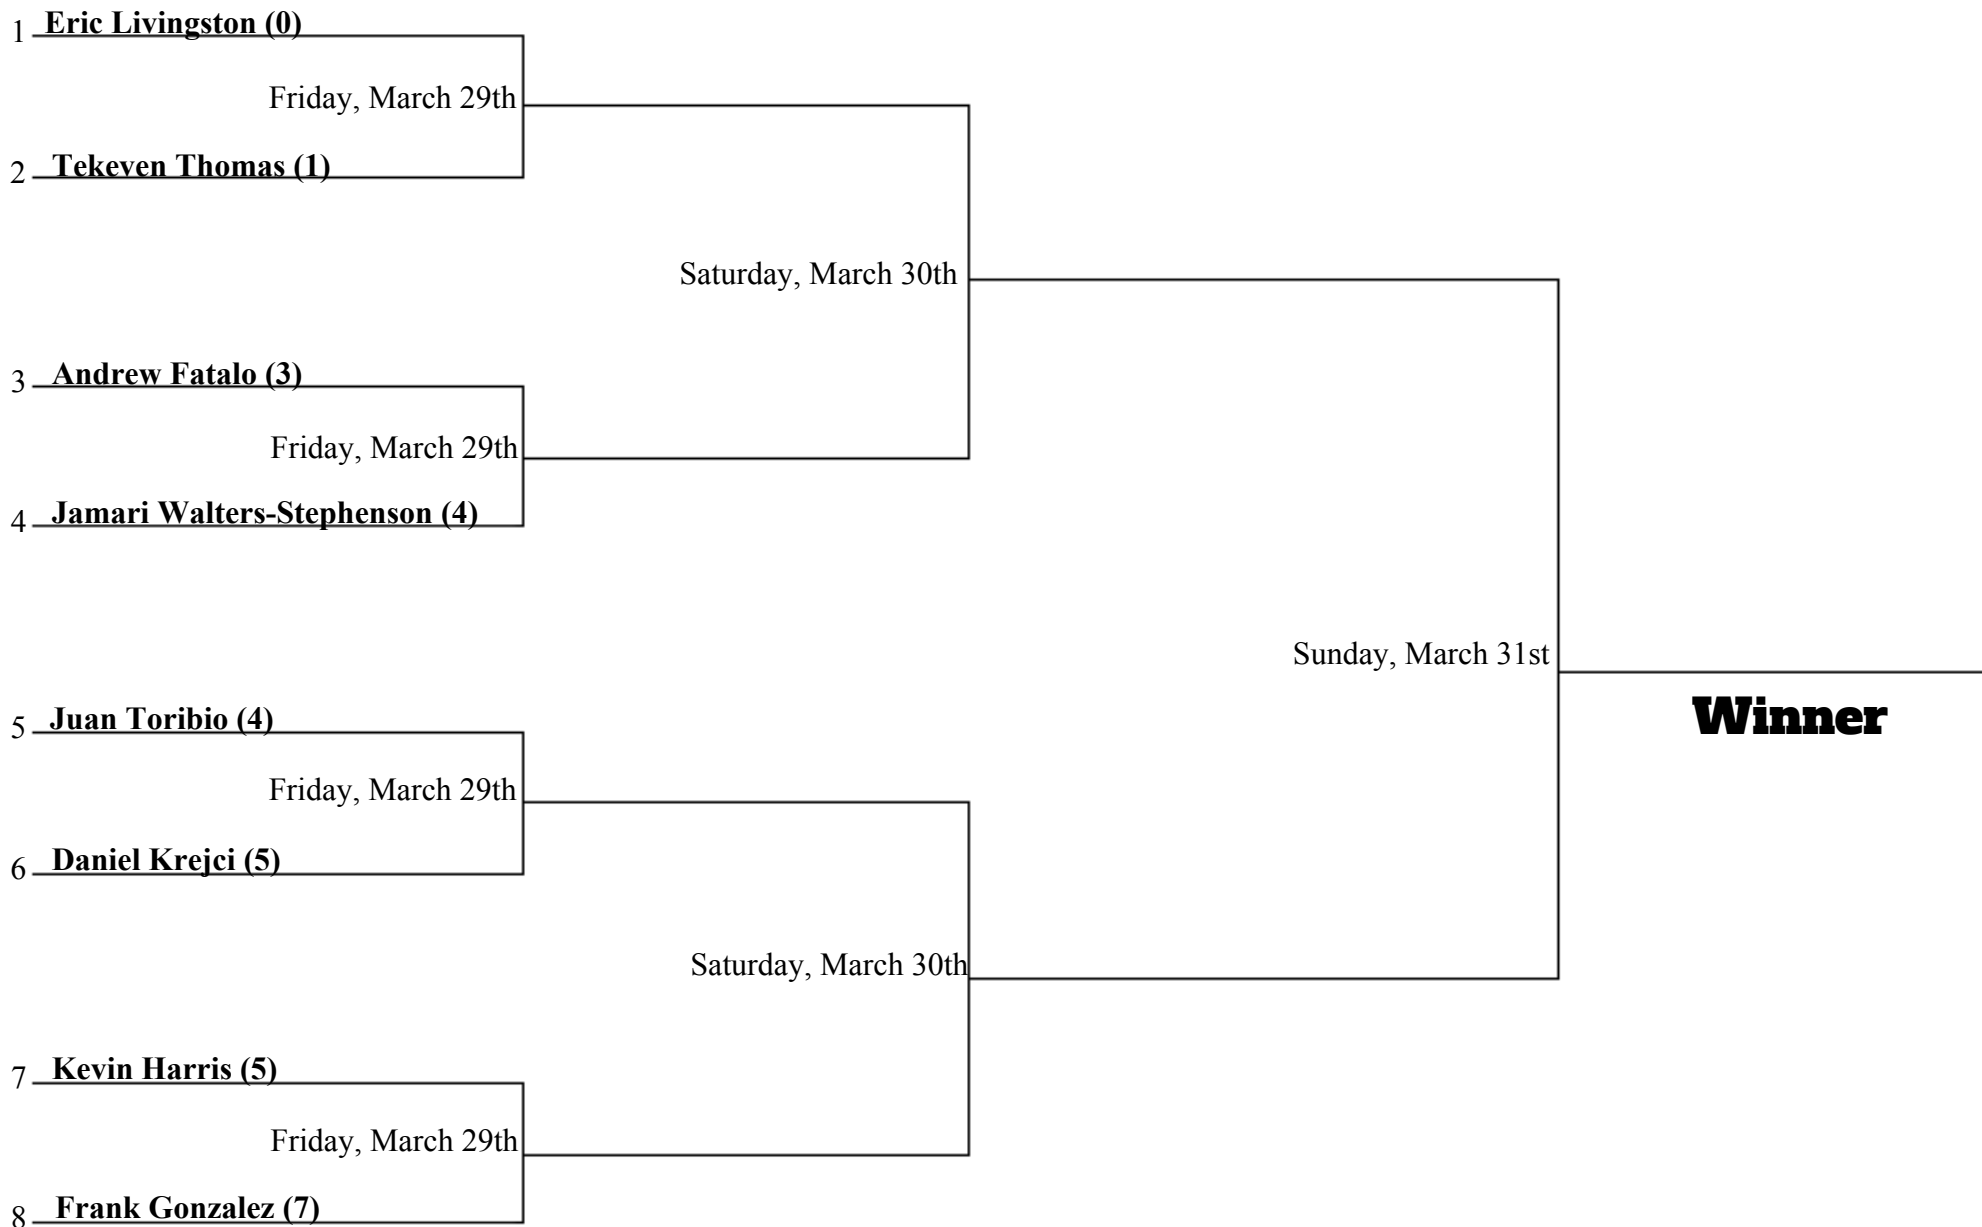 1 Eric Livingston (0)
Friday, March 29th
2 Tekeven Thomas (1)
Saturday, March 30th
3 Andrew Fatalo (3)
Friday, March 29th
4 Jamari Walters-Stephenson (4)
Sunday, March 31st
Winner
5 Juan Toribio (4)
Friday, March 29th
6 Daniel Krejci (5)
Saturday, March 30th
7 Kevin Harris (5)
Friday, March 29th
8 Frank Gonzalez (7)